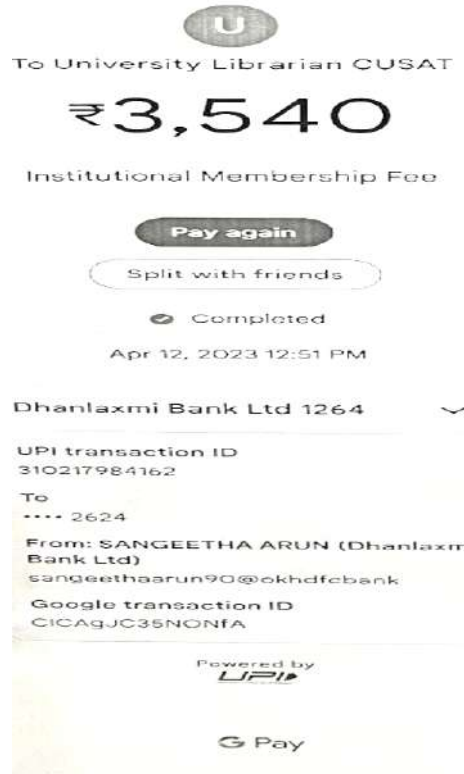 U
To University Librarian CUSAT
₹3,540
Institutional Membership Fee
Pay again
Split with friends
Completed
Apr 12, 2023 12:51 PM
Dhanlaxmi Bank Ltd 1264
UPI transaction ID
310217984162
To
•••• 2624
From: SANGEETHA ARUN (Dhanlaxm
Bank Ltd)
sangeethaarun90@okhdfcbank
Google transaction ID
CICAgJC35NONfA
Powered by
UPI
G Pay